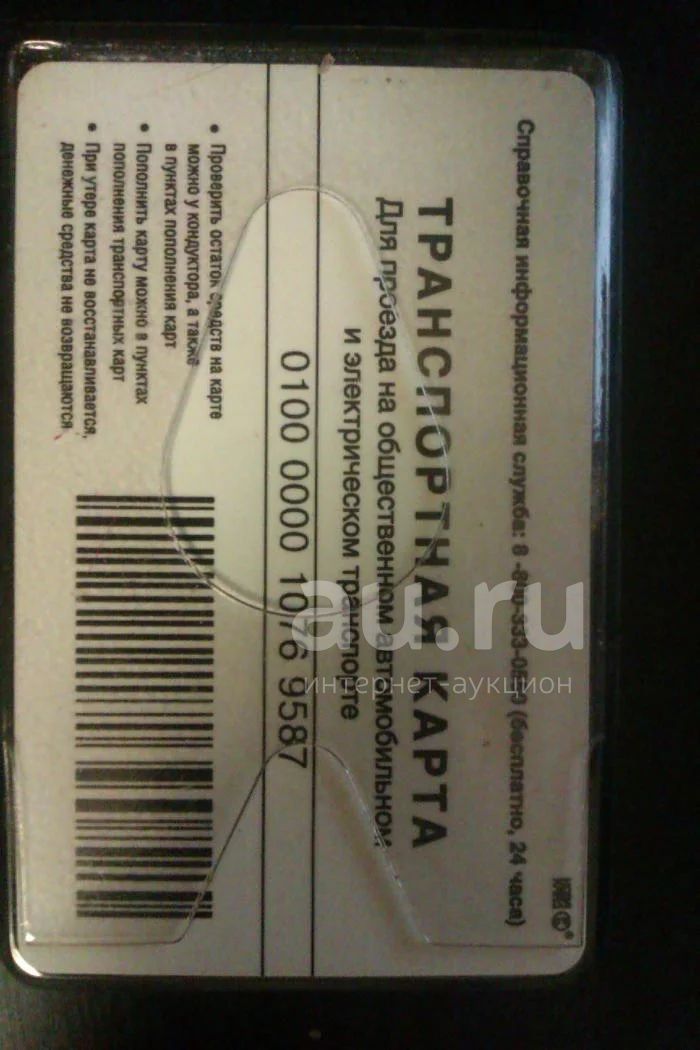 Справочная информационная служба: 8 (бесплатно, 24 часа)
ТРАНСПОРТНАЯ КАРТА
Для проезда на общественном автомобильном
и электрическом транспорте
0100 0000 1076 9587
• Проверить остаток средств на карте
можно у кондуктора, а также
в пунктах пополнения карт
• Пополнить карту можно в пунктах
пополнения транспортных карт
• При утере карта не восстанавливается,
денежные средства не возвращаются
au.ru
интернет-аукцион